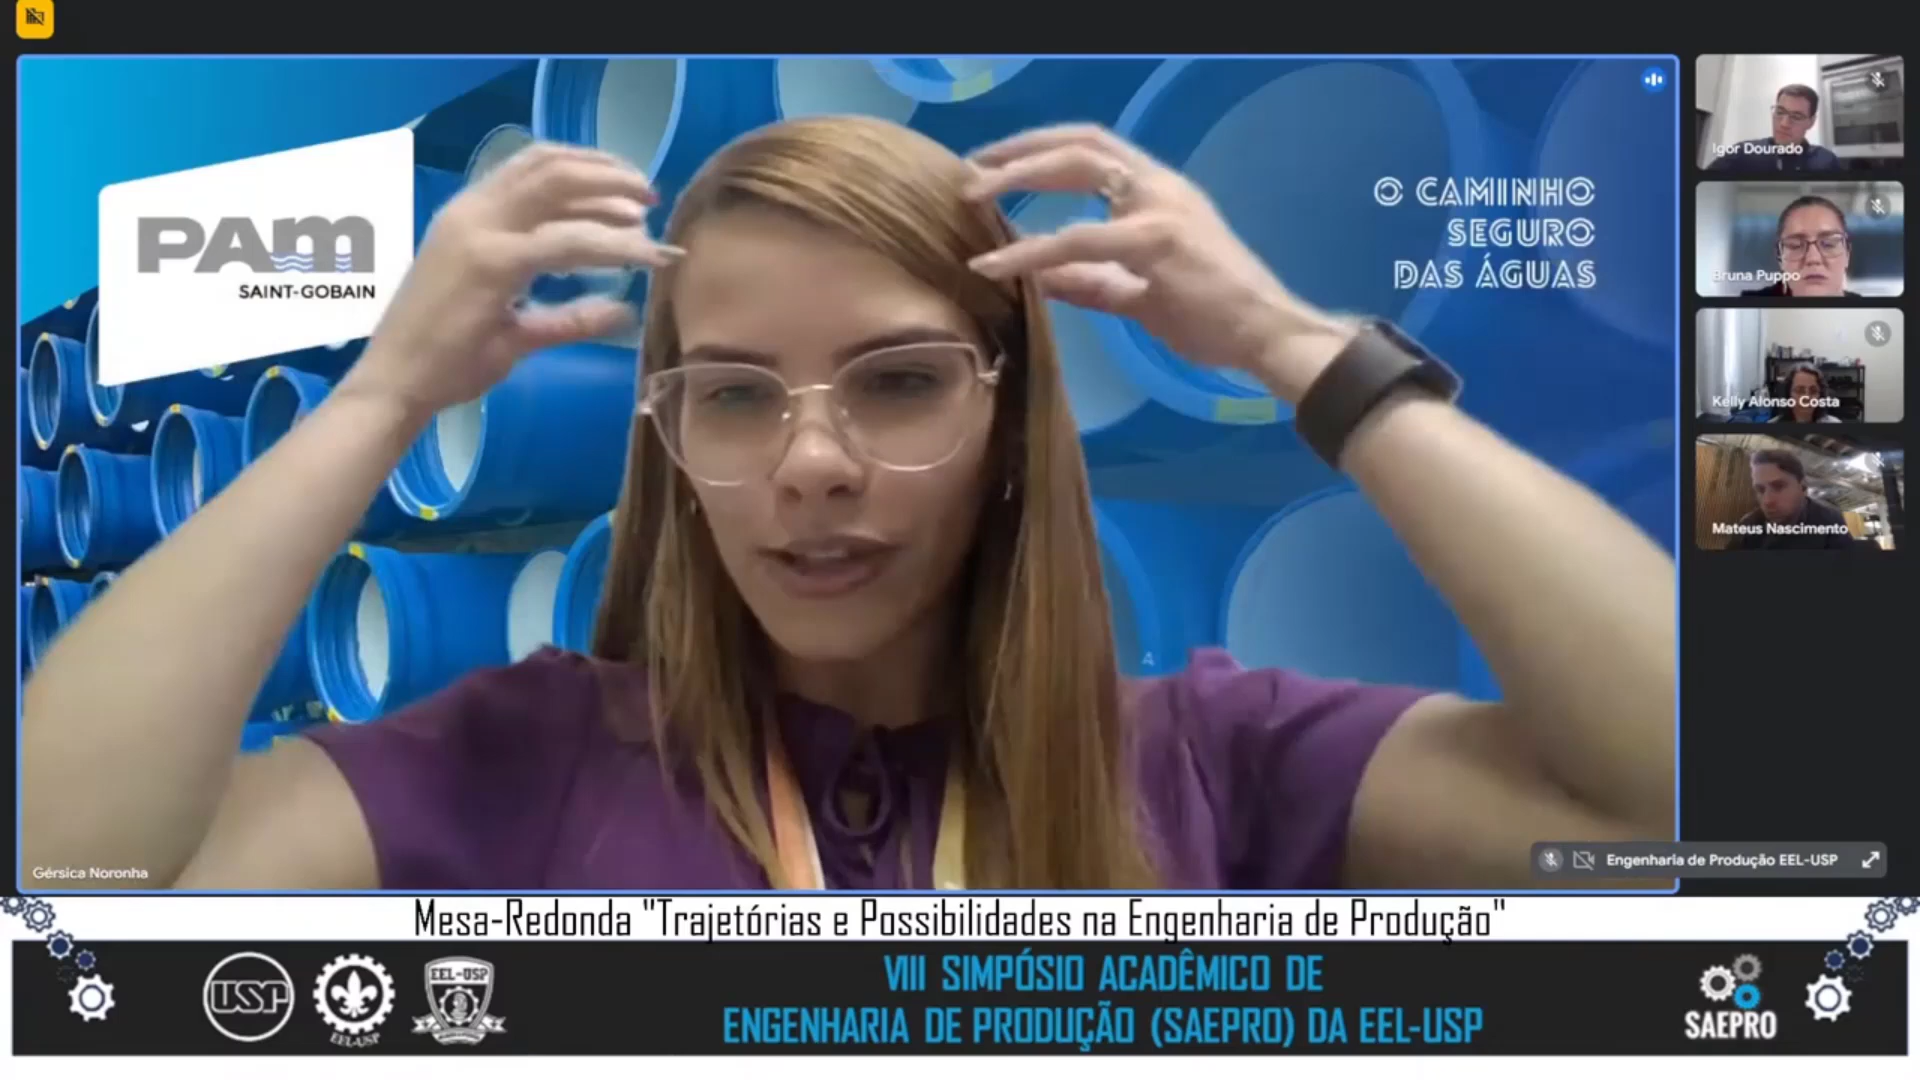 PAM
SAINT-GOBAIN
O CAMINHO
SEGURO
DAS ÁGUAS
Gérsica Noronha
Igor Dourado
Bruna Puppo
Kelly Alonso Costa
Mateus Nascimento
Engenharia de Produção EEL-USP
Mesa-Redonda "Trajetórias e Possibilidades na Engenharia de Produção"
USP
EEL-USP
EEL-USP
VIII SIMPÓSIO ACADÊMICO DE
ENGENHARIA DE PRODUÇÃO (SAEPRO) DA EEL-USP
SAEPRO